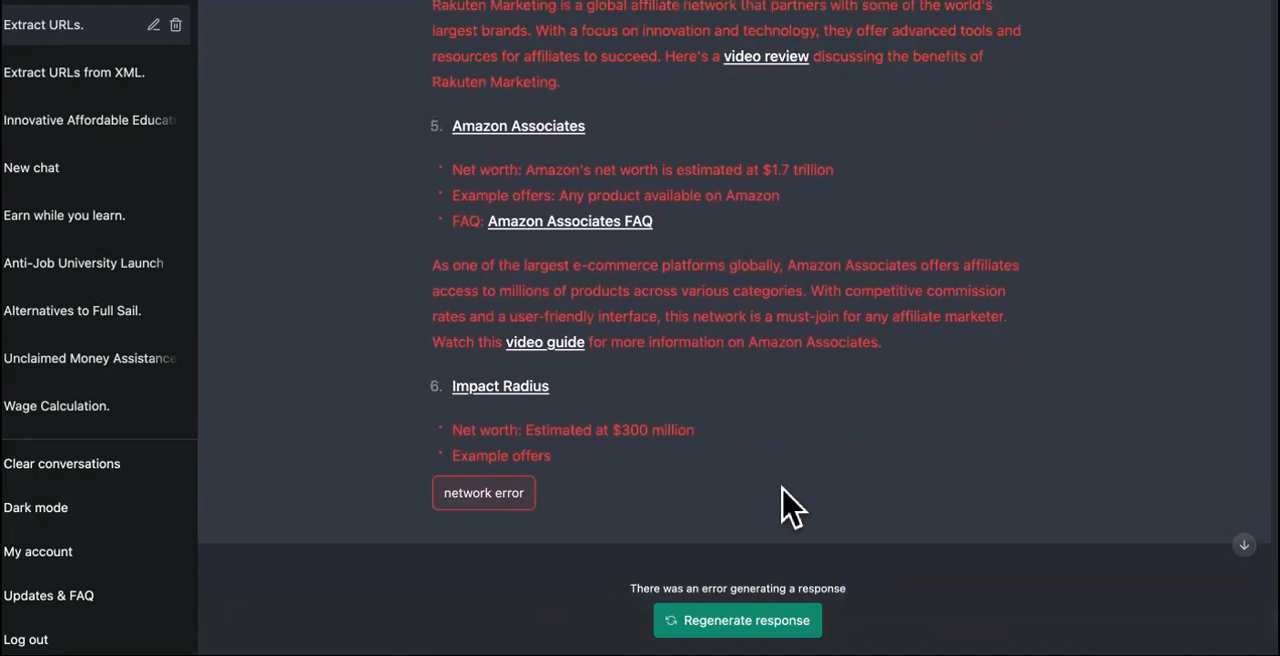 Extract URLs.
Extract URLs from XML.
Innovative Affordable Educati
New chat
Earn while you learn.
Anti-Job University Launch
Alternatives to Full Sail.
Unclaimed Money Assistance
Wage Calculation.
Clear conversations
Dark mode
My account
Updates & FAQ
Log out
Rakuten Marketing is a global affiliate network that partners with some of the world's
largest brands. With a focus on innovation and technology, they offer advanced tools and
resources for affiliates to succeed. Here's a video review discussing the benefits of
Rakuten Marketing.
5. Amazon Associates
• Net worth: Amazon's net worth is estimated at $1.7 trillion
• Example offers: Any product available on Amazon
• FAQ: Amazon Associates FAQ
As one of the largest e-commerce platforms globally, Amazon Associates offers affiliates
access to millions of products across various categories. With competitive commission
rates and a user-friendly interface, this network is a must-join for any affiliate marketer.
Watch this video guide for more information on Amazon Associates.
6. Impact Radius
• Net worth: Estimated at $300 million
• Example offers
network error
There was an error generating a response
Regenerate response